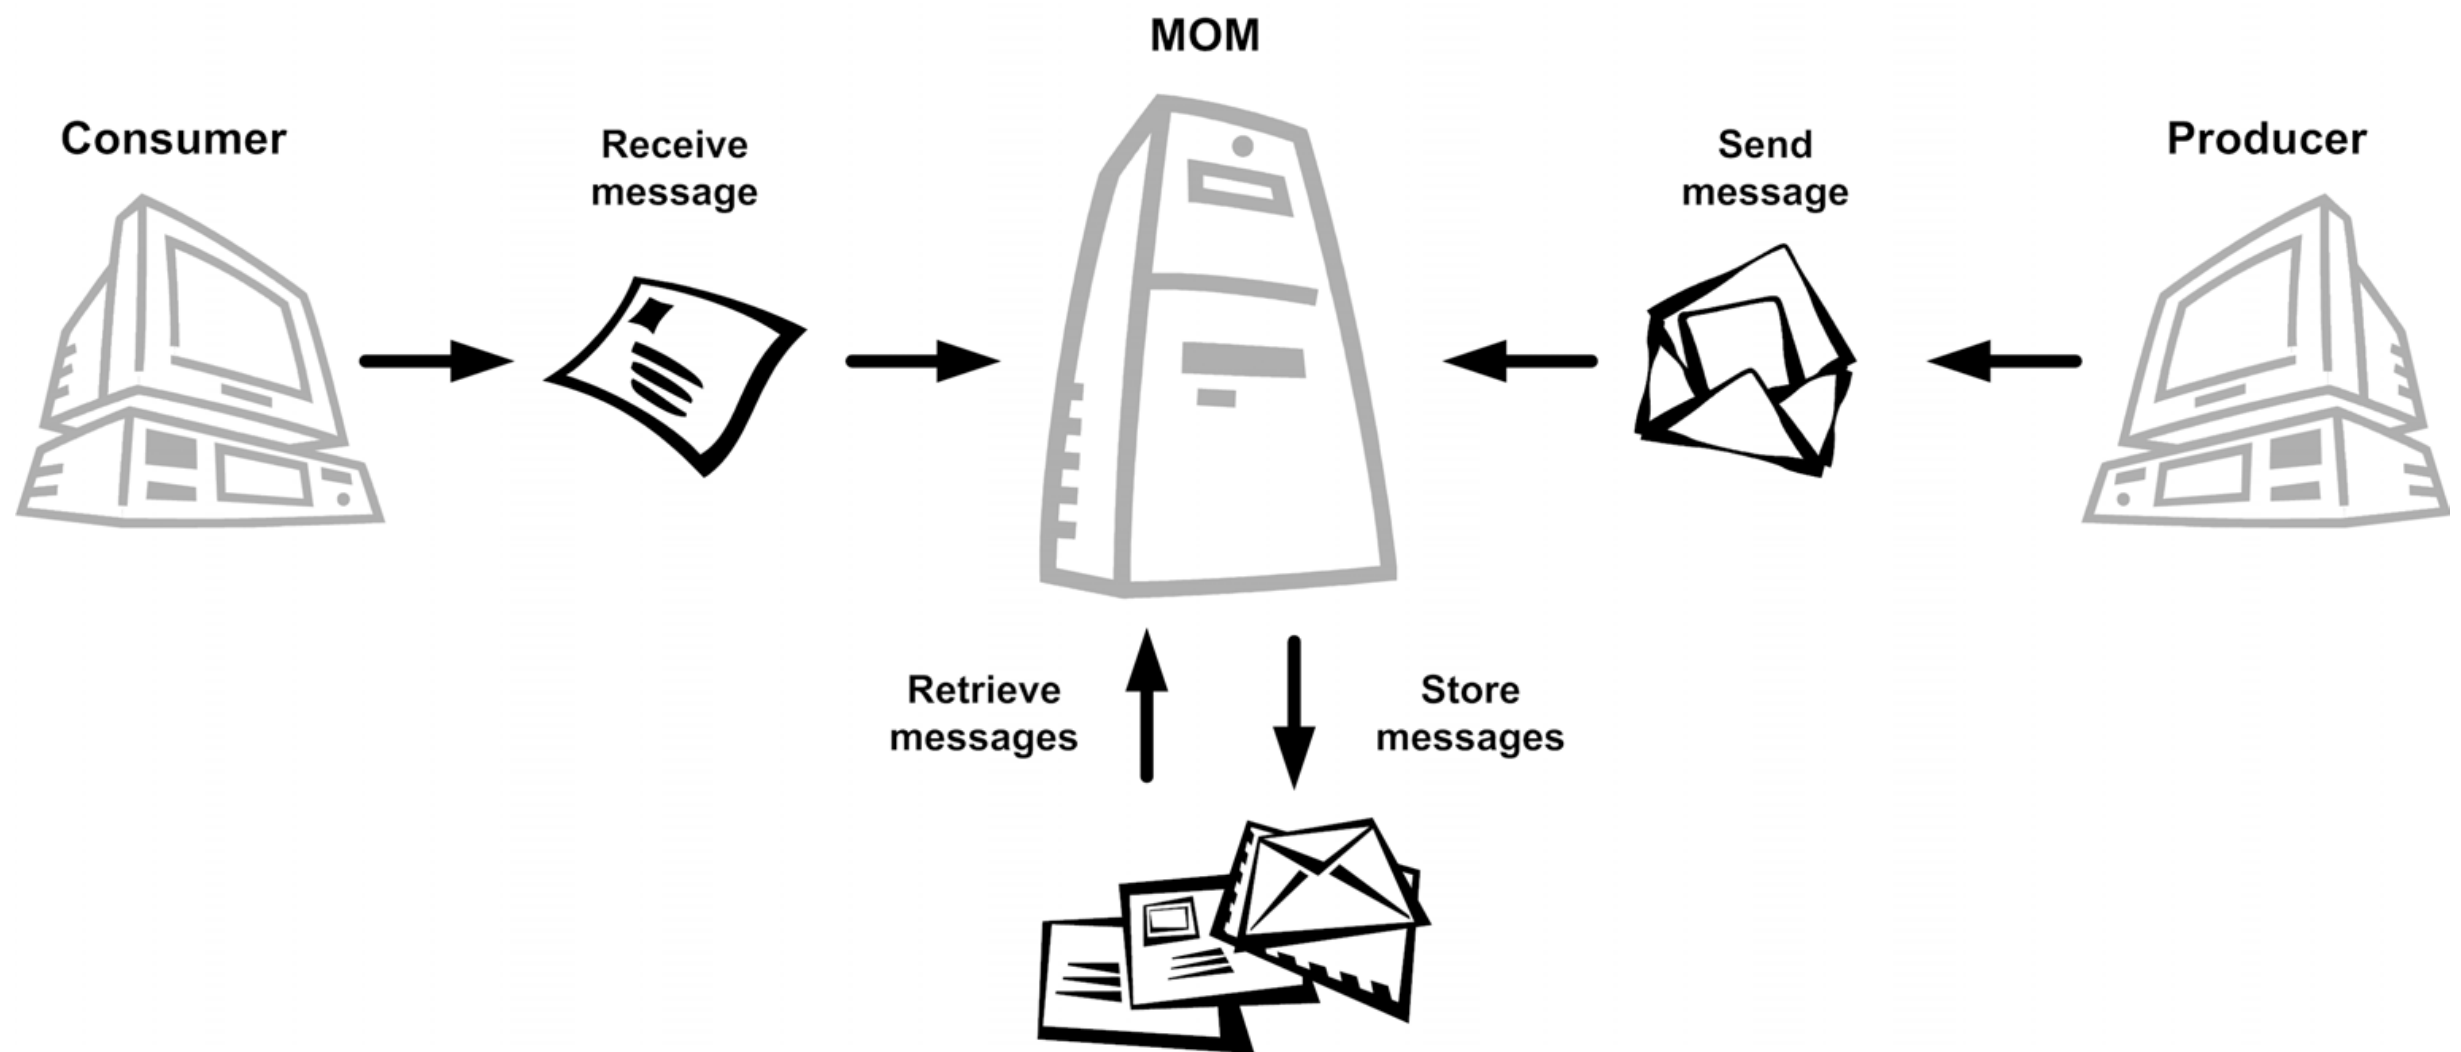 MOM
Consumer
Receive
message
Send
message
Producer
Retrieve
messages
Store
messages